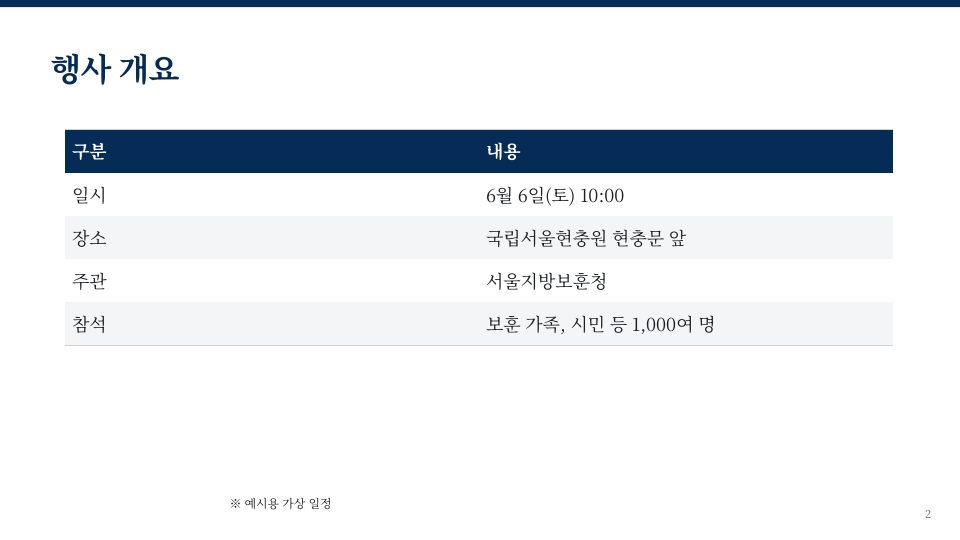 행사 개요
구분 내용
일시 6월 6일(토) 10:00
장소 국립서울현충원 현충문 앞
주관 서울지방보훈청
참석 보훈 가족, 시민 등 1,000여 명
※ 예시용 가상 일정
2